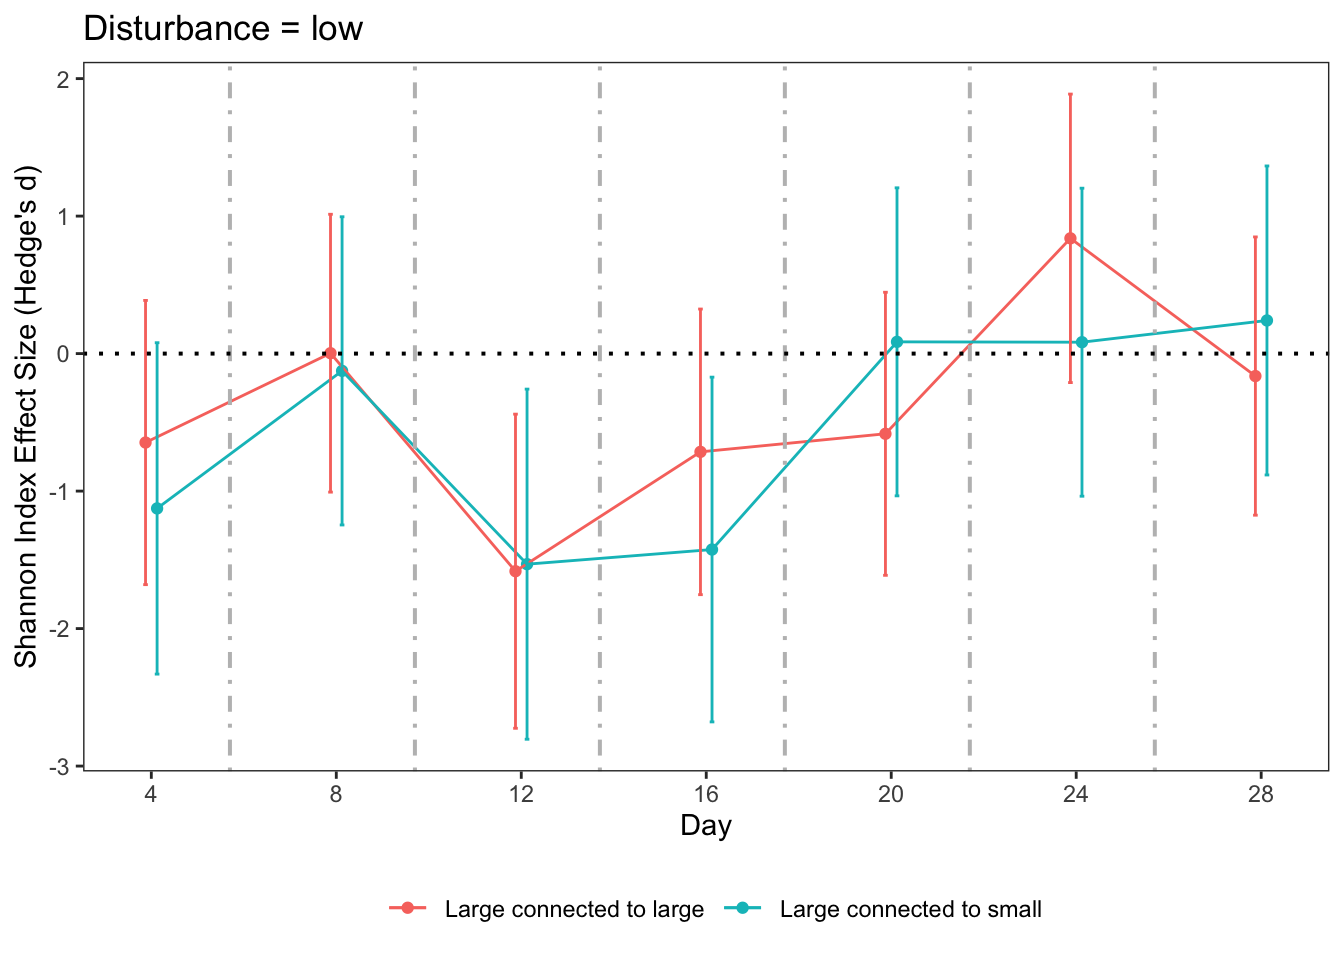 Disturbance = low
Shannon Index Effect Size (Hedge's d)
2
1
0
-1
-2
-3
4 8 12 16 20 24 28
Day
Large connected to large Large connected to small